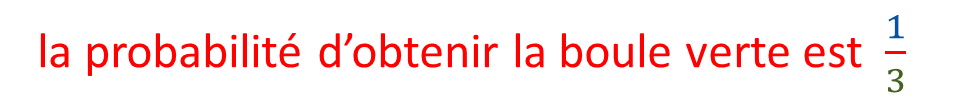 la probabilité d’obtenir la boule verte est 1/3